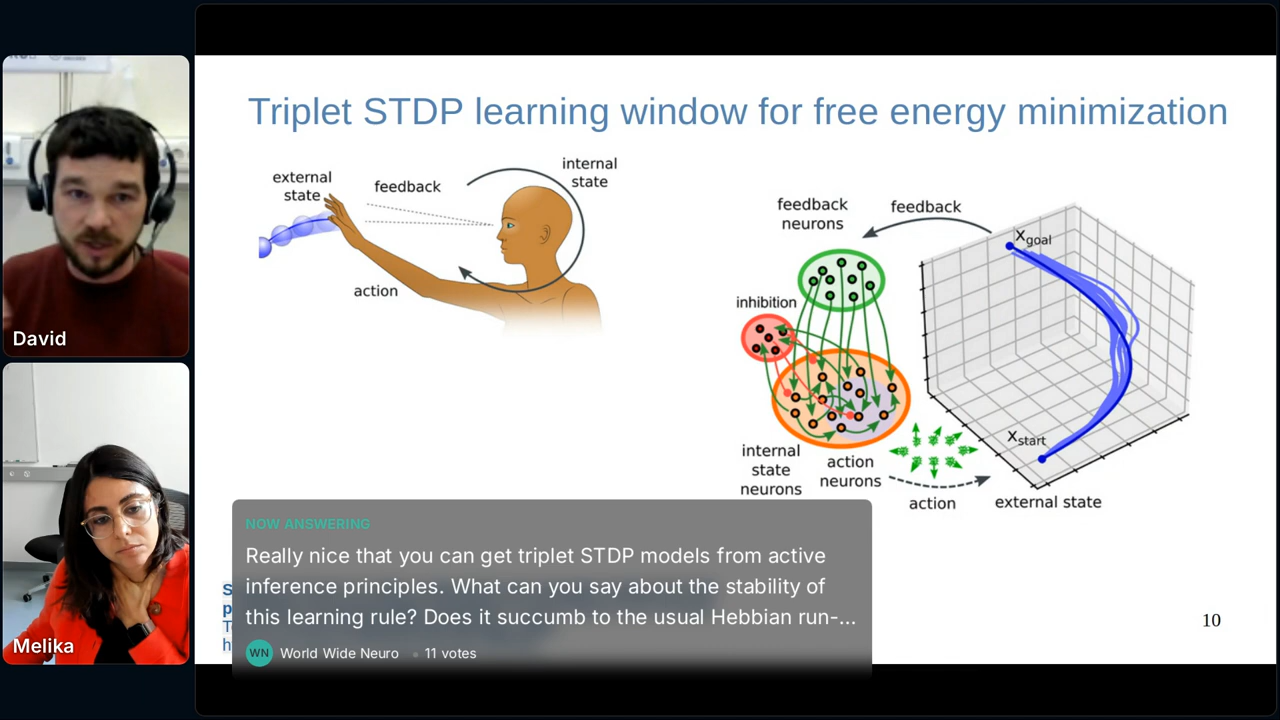 Triplet STDP learning window for free energy minimization
external
state
feedback
internal
state
action
feedback
neurons
feedback
xgoal
inhibition
xstart
internal
state
neurons
action
neurons
action
external state
NOW ANSWERING
Really nice that you can get triplet STDP models from active
inference principles. What can you say about the stability of
this learning rule? Does it succumb to the usual Hebbian run-...
WN World Wide Neuro • 11 votes
10
David
Melika